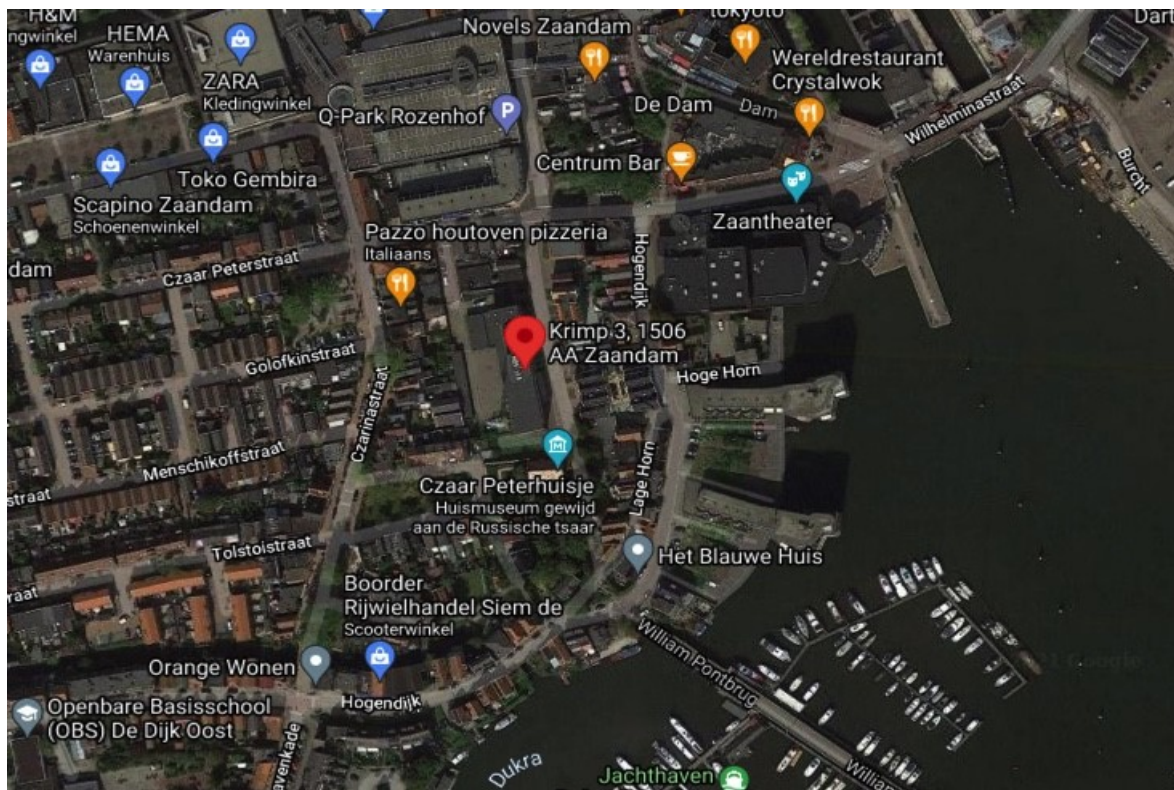 H&M
ngwinkel
HEMA
Warenhuis
ZARA
Kledingwinkel
Novels Zaandam
tokyoto
Wereldrestaurant
Crystalwok
Dart
De Dam
Dam
Wilhelminastraat
Burcht
Q-Park Rozenhof
P
Centrum Bar
Toko Gembira
Scapino Zaandam
Schoenenwinkel
Zaantheater
Pazzo houtoven pizzeria
Italiaans
Hogendijk
dam
Czaar Peterstraat
Krimp 3, 1506
AA Zaandam
Golofkinstraat
Hoge Horn
Czarinastraat
Menschikoffstraat
straat
Lage Horn
M
Czaar Peterhuisje
Huismuseum gewijd
aan de Russische tsaar
Tolstoistraat
raat
Het Blauwe Huis
Boorder
Rijwielhandel Siem de
Scooterwinkel
William Pontbrug
Google
Orange Wonen
Hogendijk
Openbare Basisschool
(OBS) De Dijk Oost
avenkade
Dukra
Jachthaven
William